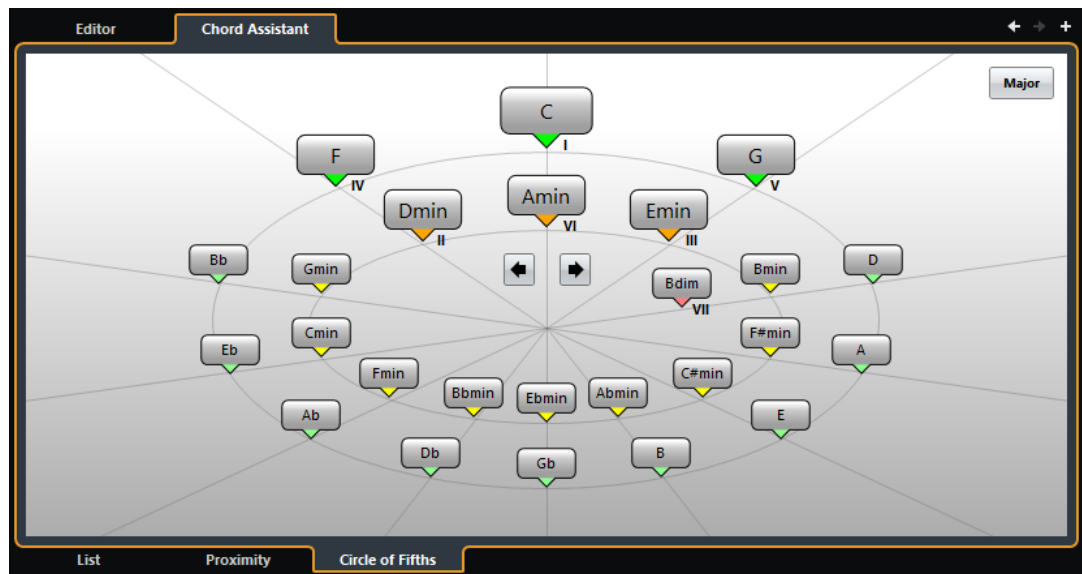 Editor
Chord Assistant
Major
C
I
F
IV
G
V
Dmin
II
Amin
VI
Emin
III
Bb
Gmin
Bdim
VII
Bmin
D
Eb
Cmin
F#min
A
Fmin
C#min
Bbmin
Ebmin
Abmin
Ab
E
Db
Gb
B
List
Proximity
Circle of Fifths